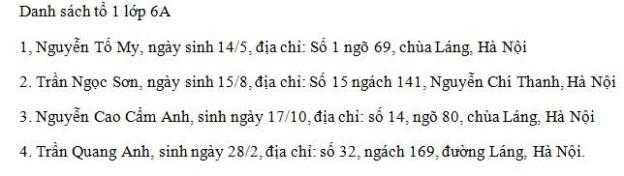 Danh sách tổ 1 lớp 6A
1, Nguyễn Tố My, ngày sinh 14/5, địa chỉ: Số 1 ngõ 69, chùa Láng, Hà Nội
2. Trần Ngọc Sơn, ngày sinh 15/8, địa chỉ: Số 15 ngách 141, Nguyễn Chí Thanh, Hà Nội
3. Nguyễn Cao Cẩm Anh, sinh ngày 17/10, địa chỉ: số 14, ngõ 80, chùa Láng, Hà Nội
4. Trần Quang Anh, sinh ngày 28/2, địa chỉ: số 32, ngách 169, đường Láng, Hà Nội.